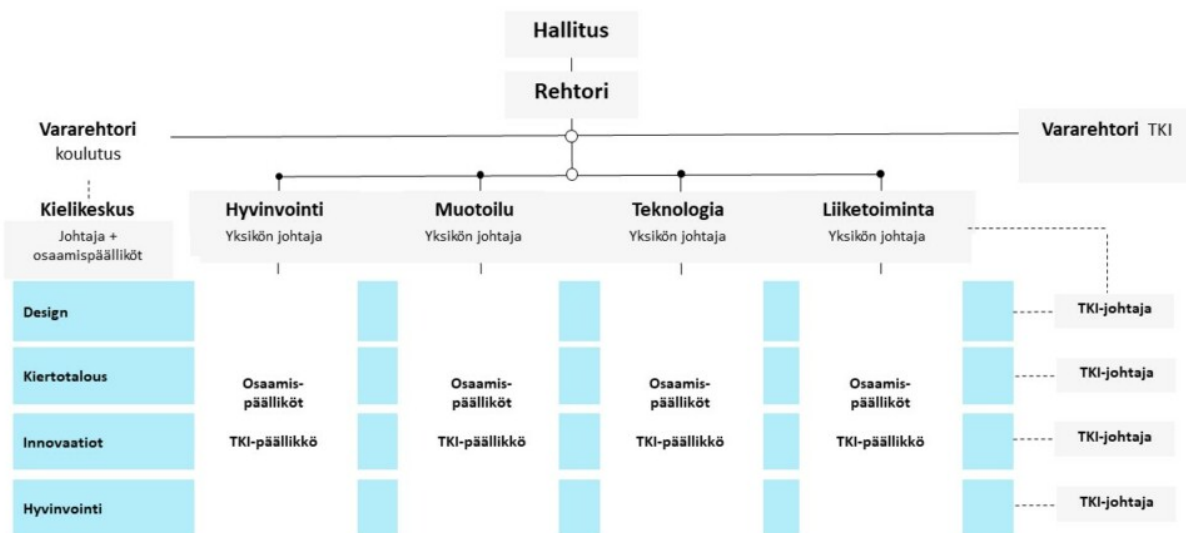 Hallitus
Rehtori
Vararehtori
koulutus
Vararehtori TKI
Kielikeskus
Johtaja +
osaamispäälliköt
Hyvinvointi
Yksikön johtaja
Muotoilu
Yksikön johtaja
Teknologia
Yksikön johtaja
Liiketoiminta
Yksikön johtaja
Design
TKI-johtaja
Kiertotalous
Osaamis-
päälliköt
Osaamis-
päälliköt
Osaamis-
päälliköt
Osaamis-
päälliköt
TKI-johtaja
Innovaatiot
TKI-päällikkö
TKI-päällikkö
TKI-päällikkö
TKI-päällikkö
TKI-johtaja
Hyvinvointi
TKI-johtaja